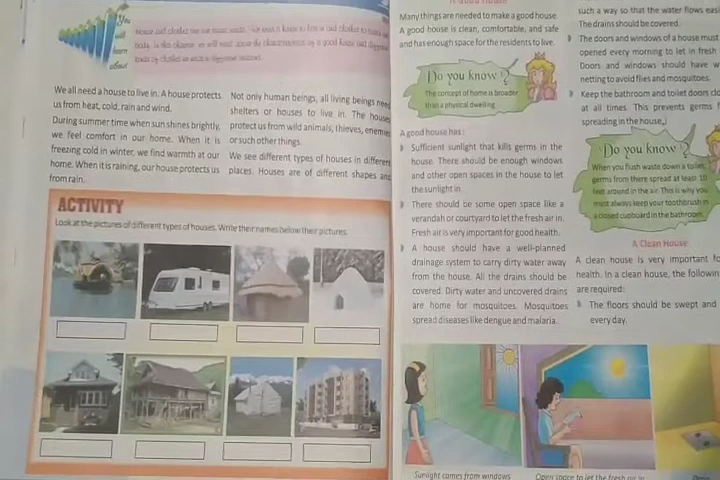 You
will
learn
about
We all need a house to live in. A house protects
us from heat, cold, rain and wind.
During summer time when sun shines brightly,
we feel comfort in our home. When it is
freezing cold in winter, we find warmth at our
home. When it is raining, our house protects us
from rain.
Not only human beings, all living beings need
shelters or houses to live in. The houses
protect us from wild animals, thieves, enemies
or such other things.
We see different types of houses in different
places. Houses are of different shapes and
ACTIVITY
Look at the pictures of different types of houses. Write their names below their pictures.
Many things are needed to make a good house.
A good house is clean, comfortable, and safe
and has enough space for the residents to live.
Do you know ?
The concept of home is broader
than a physical dwelling
A good house has:
Sufficient sunlight that kills germs in the
house. There should be enough windows
and other open spaces in the house to let
the sunlight in.
There should be some open space like a
verandah or courtyard to let the fresh air in.
Fresh air is very important for good health.
A house should have a well-planned
drainage system to carry dirty water away
from the house. All the drains should be
covered. Dirty water and uncovered drains
are home for mosquitoes. Mosquitoes
spread diseases like dengue and malaria.
such a way so that the water flows
The drains should be covered.
The doors and windows of a house must
opened every morning to let in fresh
Doors and windows should have
netting to avoid flies and mosquitoes.
Keep the bathroom and toilet doors
at all times. This prevents germs
spreading in the house.
Do you know ?
When you flush waste down a toilet,
germs from there spread at least 10
feet around in the air. This is why you
must always keep your toothbrush in
a closed cupboard in the bathroom.
A Clean House
A clean house is very important
health. In a clean house, the
are required:
The floors should be swept and
every day.
Sunlight comes from windows
Open space to let the fresh air in